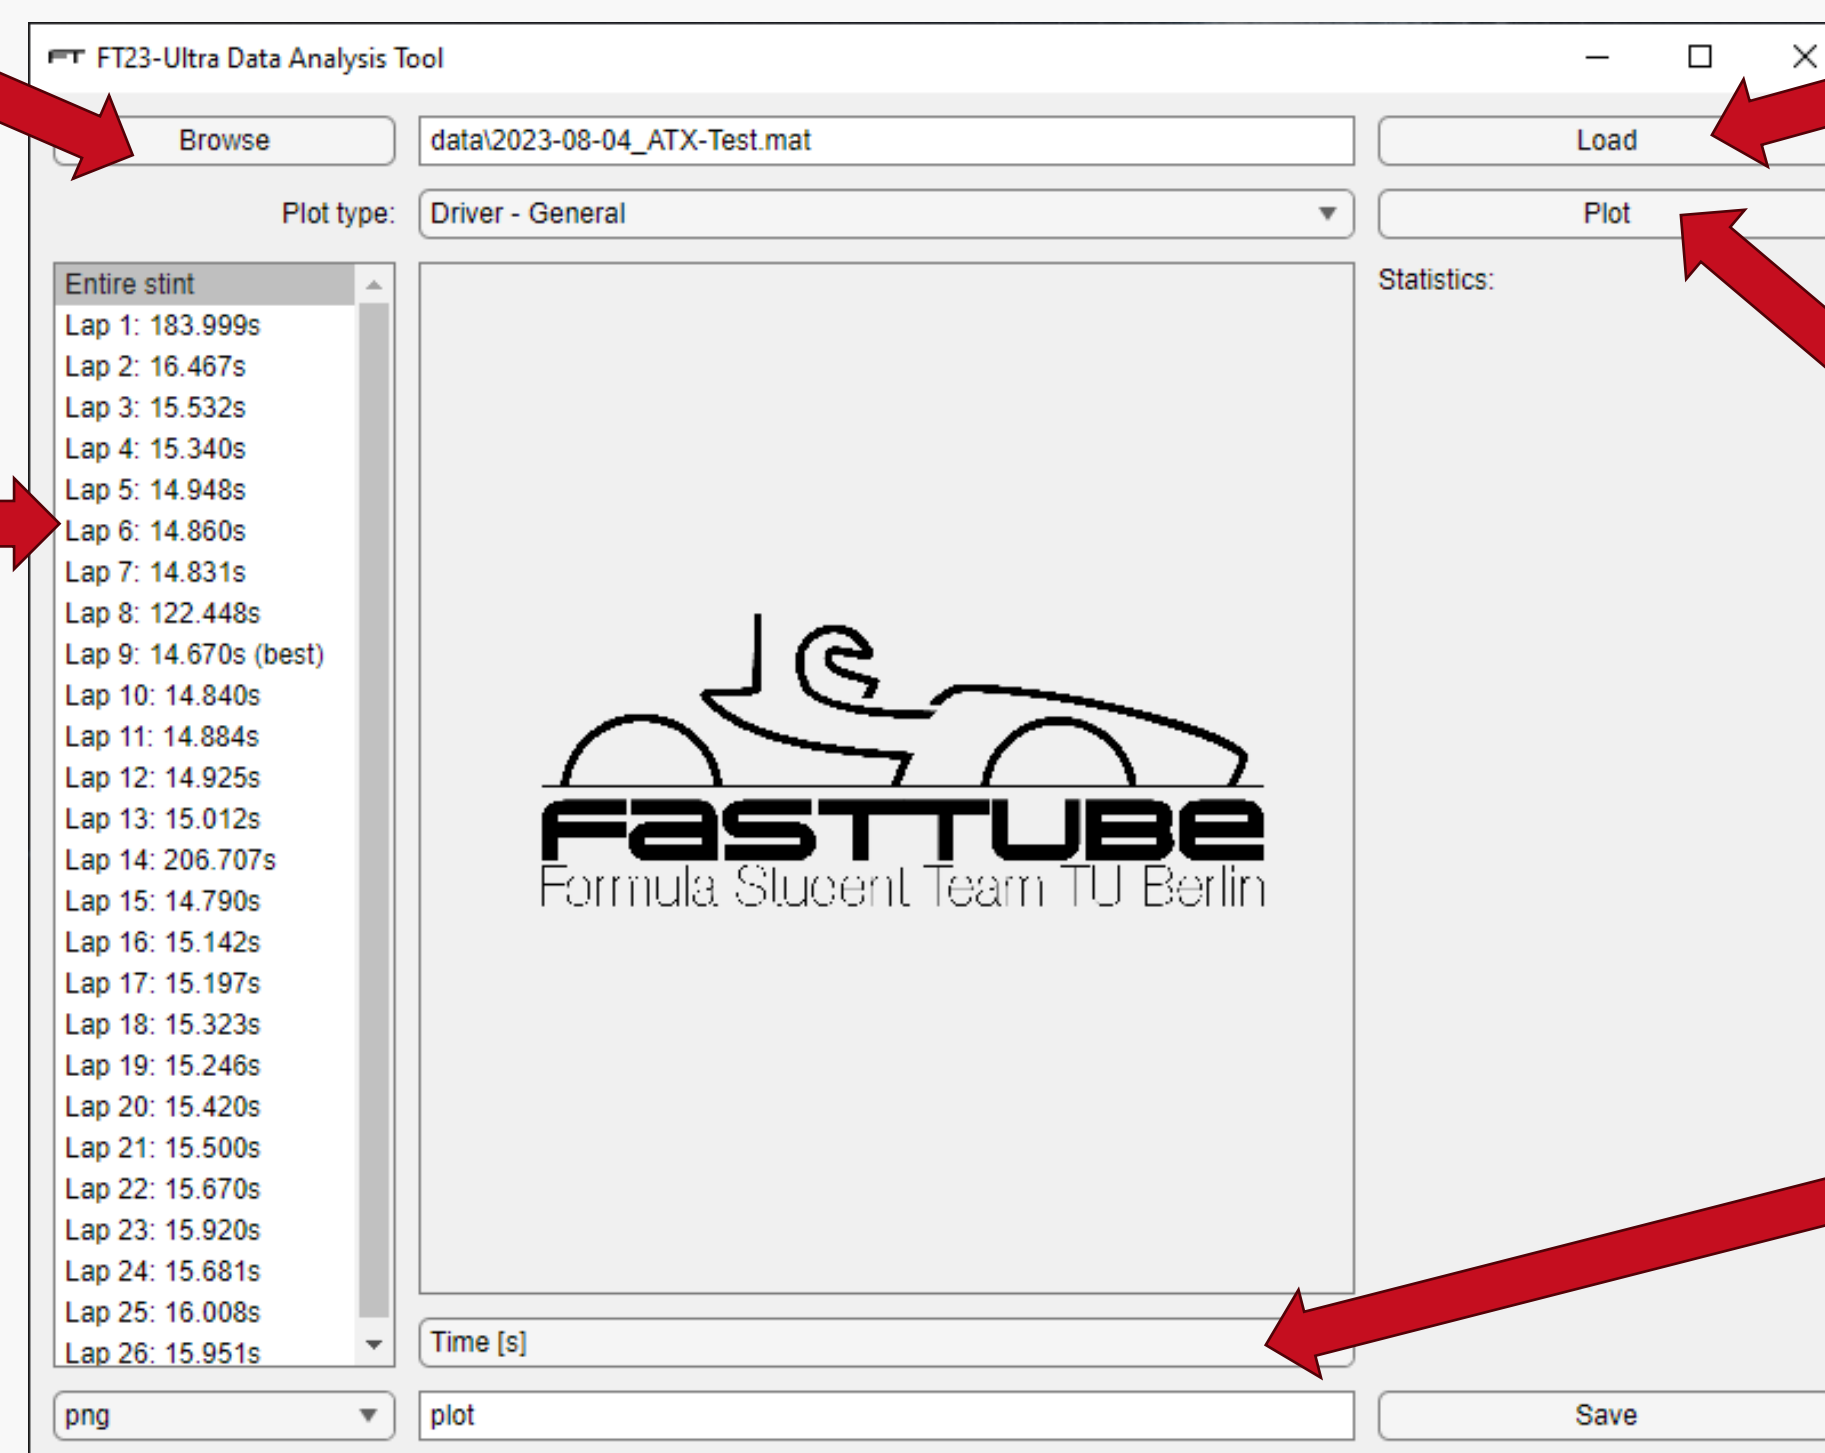 FT FT23-Ultra Data Analysis Tool
Browse
data\2023-08-04_ATX-Test.mat
Load
Plot type:
Driver - General
Plot
Entire stint
Lap 1: 183.999s
Lap 2: 16.467s
Lap 3: 15.532s
Lap 4: 15.340s
Lap 5: 14.948s
Lap 6: 14.860s
Lap 7: 14.831s
Lap 8: 122.448s
Lap 9: 14.670s (best)
Lap 10: 14.840s
Lap 11: 14.884s
Lap 12: 14.925s
Lap 13: 15.012s
Lap 14: 206.707s
Lap 15: 14.790s
Lap 16: 15.142s
Lap 17: 15.197s
Lap 18: 15.323s
Lap 19: 15.246s
Lap 20: 15.420s
Lap 21: 15.500s
Lap 22: 15.670s
Lap 23: 15.920s
Lap 24: 15.681s
Lap 25: 16.008s
Lap 26: 15.951s
FaSTTUBe
Formula Student Team TU Berlin
Statistics:
Time [s]
png
plot
Save